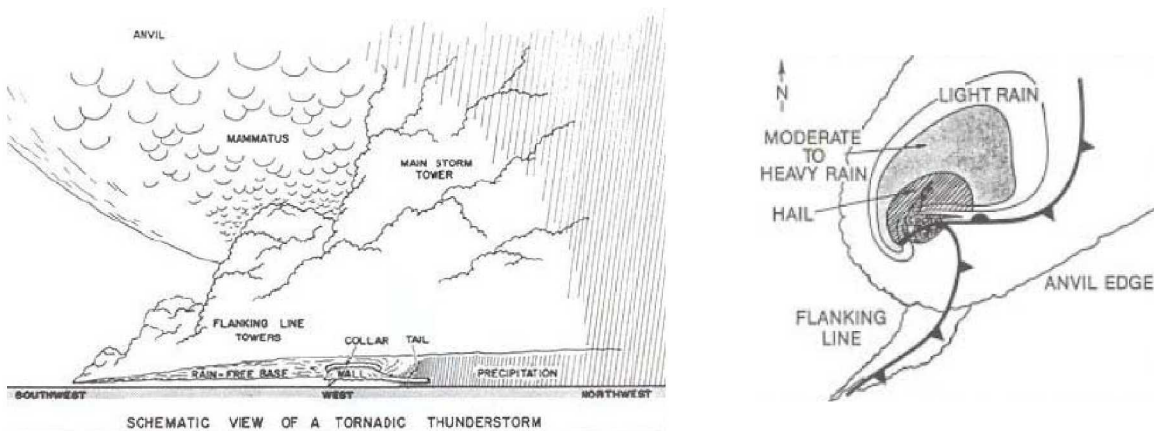 ANVIL
MAMMATUS
MAIN STORM
TOWER
FLANKING LINE
TOWERS
COLLAR TAIL
RAIN-FREE BASE
WALL
PRECIPITATION
SOUTHWEST WEST NORTHWEST
SCHEMATIC VIEW OF A TORNADIC THUNDERSTORM
N
LIGHT RAIN
MODERATE
TO
HEAVY RAIN
HAIL
ANVIL EDGE
FLANKING
LINE